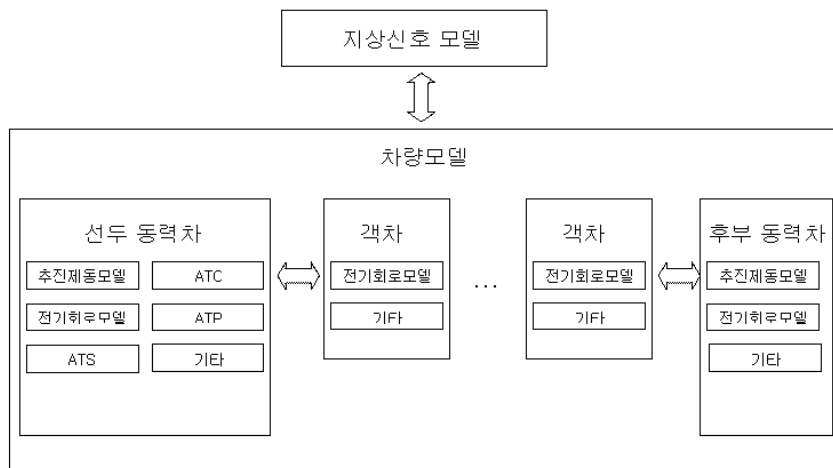 지상신호 모델
차량모델
선두 동력차
추진제동모델
ATC
전기회로모델
ATP
ATS
기타
객차
전기회로모델
기타
...
객차
전기회로모델
기타
후부 동력차
추진제동모델
전기회로모델
기타